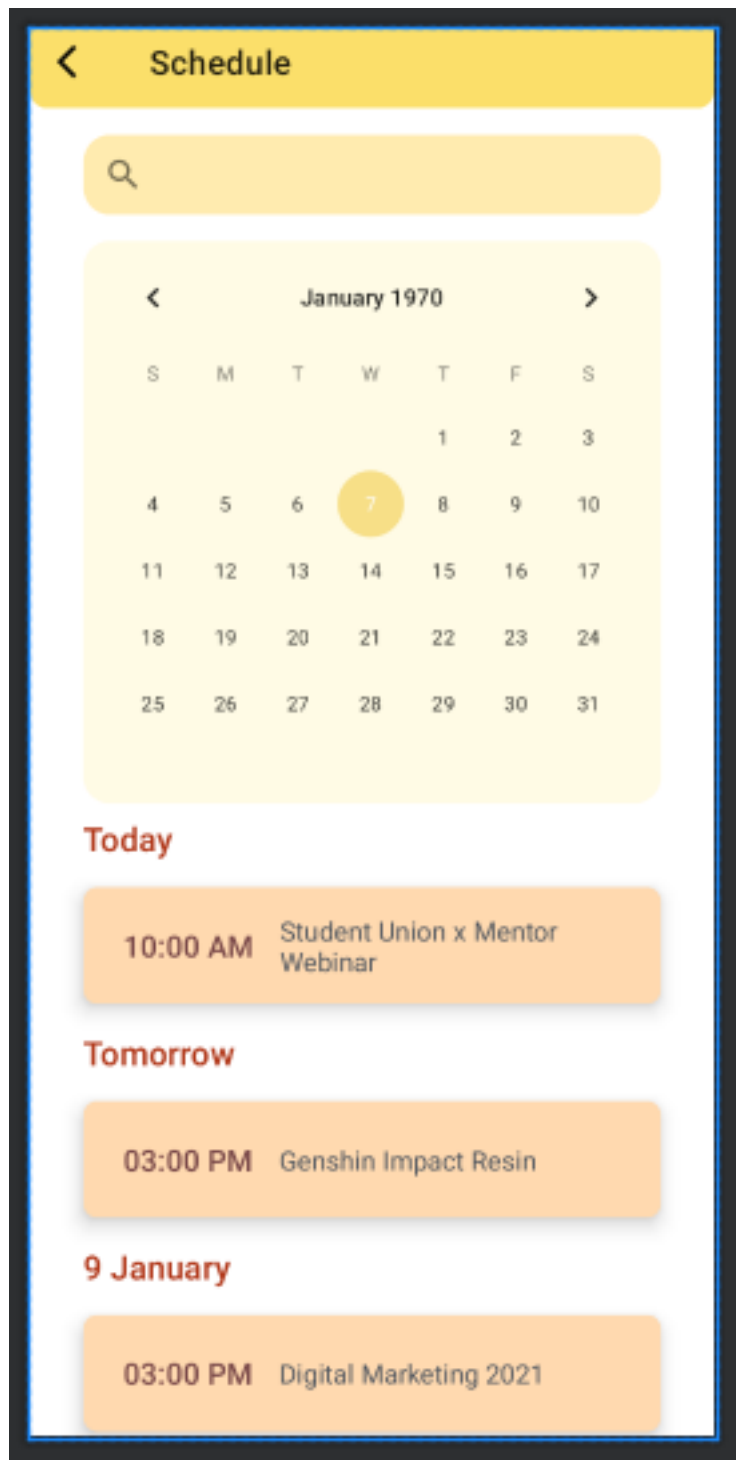 Schedule
January 1970
S M T W T F S
1 2 3
4 5 6 7 8 9 10
11 12 13 14 15 16 17
18 19 20 21 22 23 24
25 26 27 28 29 30 31
Today
10:00 AM Student Union x Mentor
Webinar
Tomorrow
03:00 PM Genshin Impact Resin
9 January
03:00 PM Digital Marketing 2021